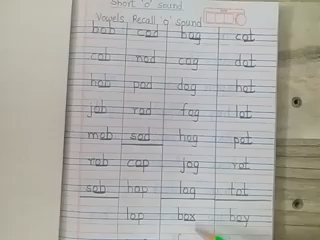 Short 'o' sound
Vowels Recall 'o' sound
bob cod bog cot
cob nod cog dot
hob pod dog hot
job rod fog lot
mob sod hog pot
rob cop jog rot
sob hop log tot
lop box boy